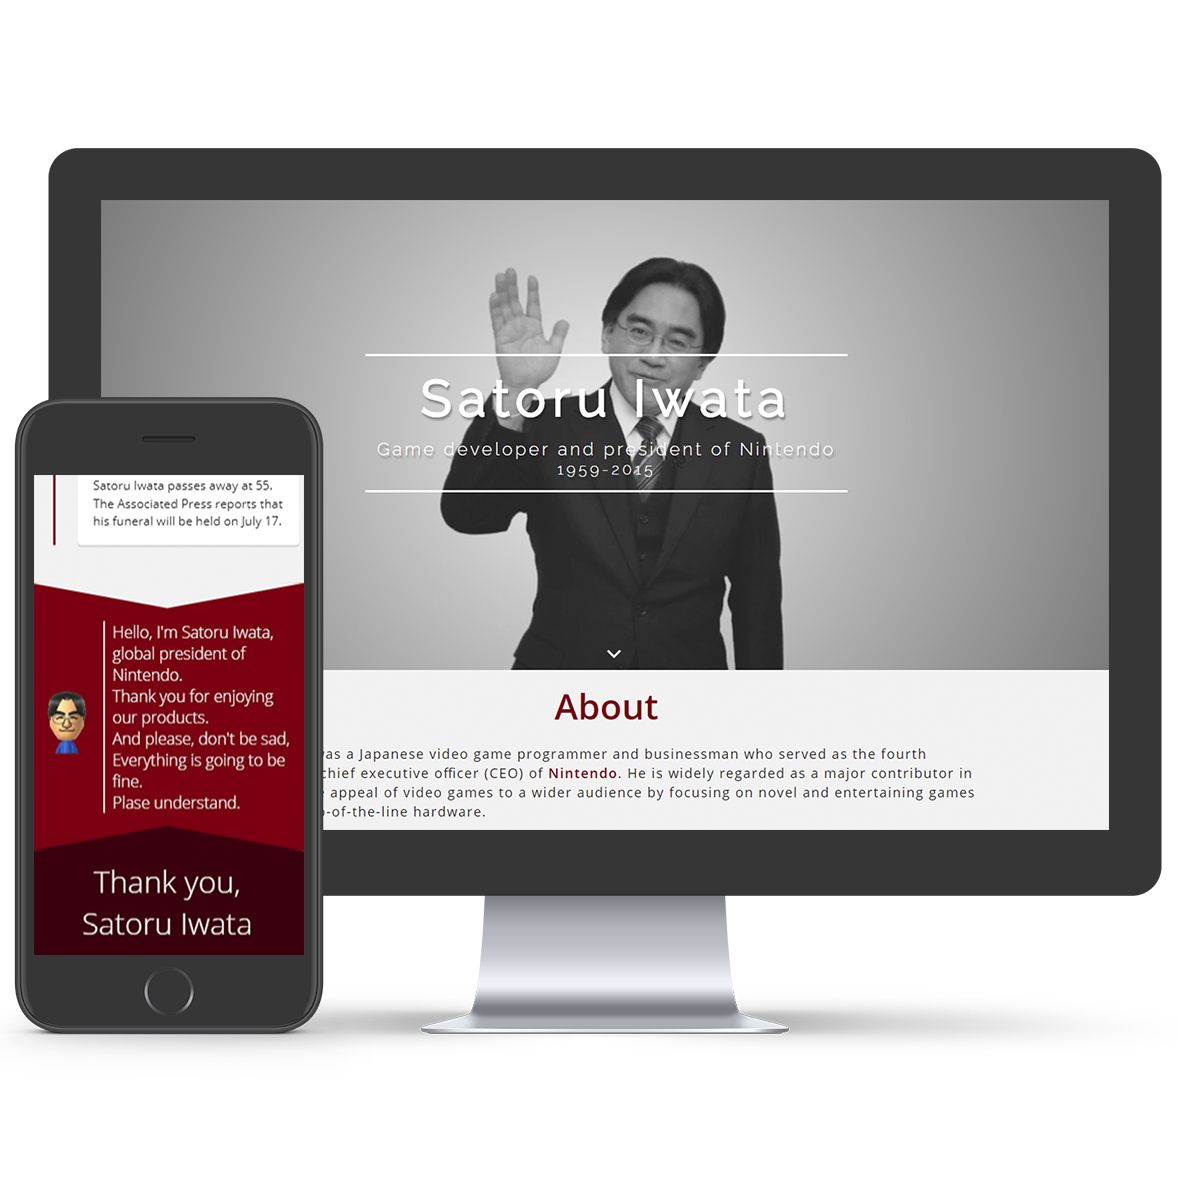 Satoru Iwata
Game developer and president of Nintendo
1959-2015
About
was a Japanese video game programmer and businessman who served as the fourth
chief executive officer (CEO) of Nintendo. He is widely regarded as a major contributor in
appeal of video games to a wider audience by focusing on novel and entertaining games
-of-the-line hardware.
Satoru Iwata passes away at 55.
The Associated Press reports that
his funeral will be held on July 17.
Hello, I'm Satoru Iwata,
global president of
Nintendo.
Thank you for enjoying
our products.
And please, don't be sad,
Everything is going to be
fine.
Plase understand.
Thank you,
Satoru Iwata